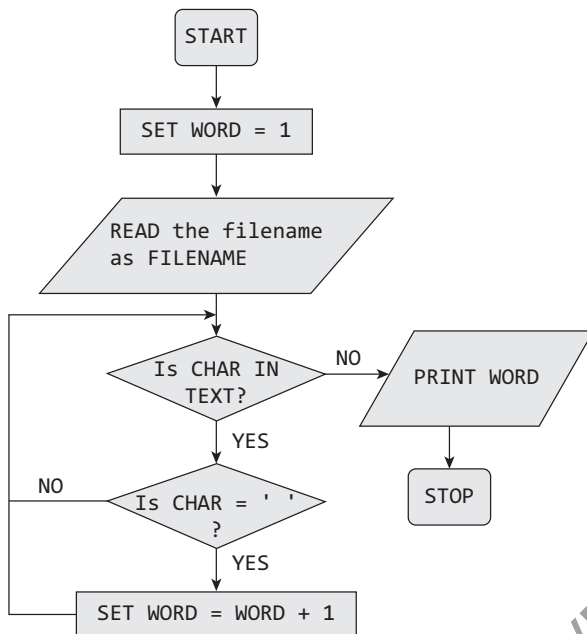 START
SET WORD = 1
READ the filename
as FILENAME
Is CHAR IN
TEXT?
NO
PRINT WORD
YES
NO
Is CHAR = ' '
?
STOP
YES
SET WORD = WORD + 1